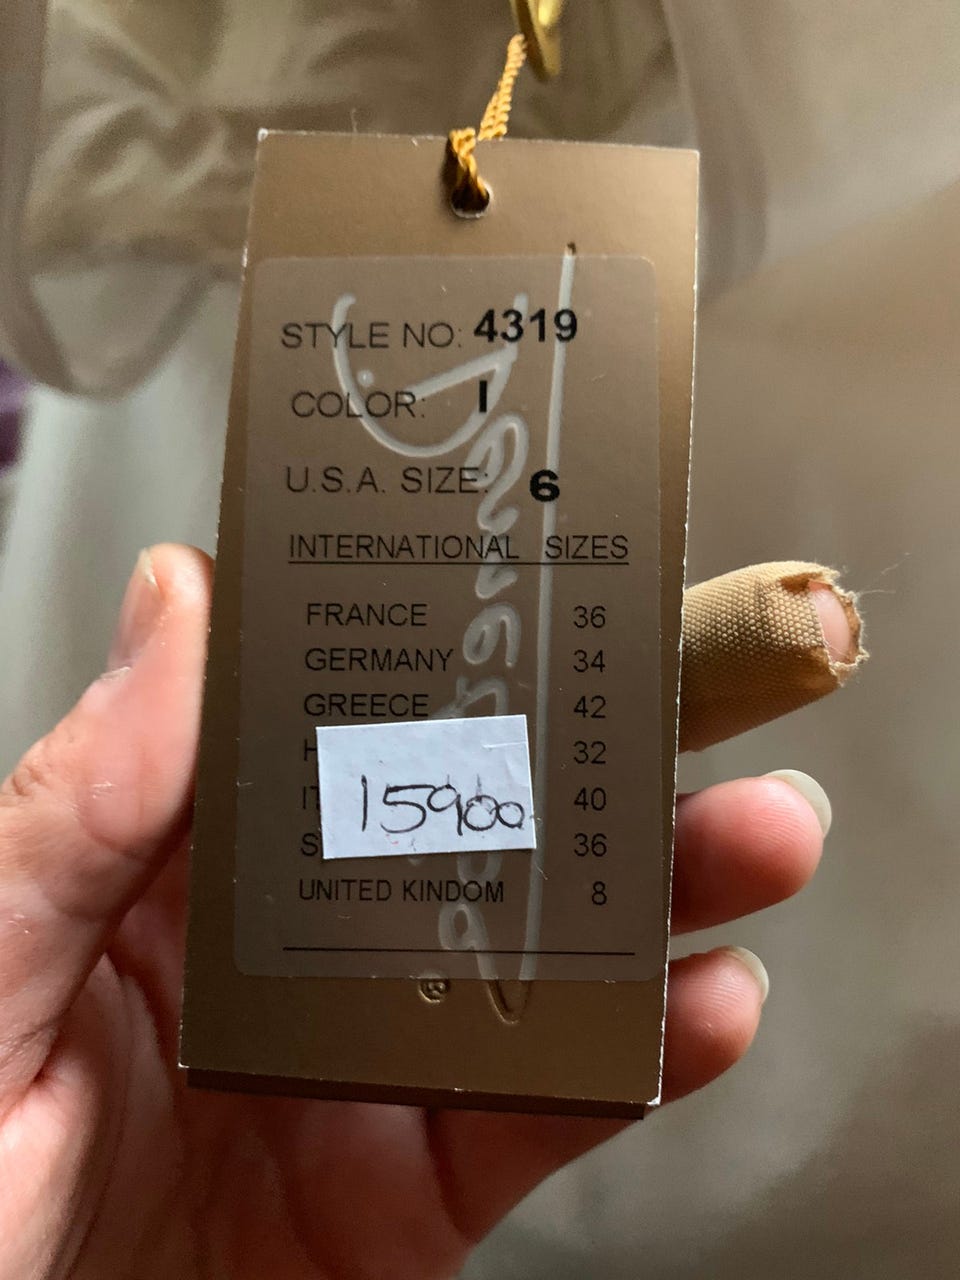 STYLE NO: 4319
COLOR: I
U.S.A. SIZE: 6
INTERNATIONAL SIZES
FRANCE 36
GERMANY 34
GREECE 42
H 32
IT 40
S 36
15900
UNITED KINDOM 8
®